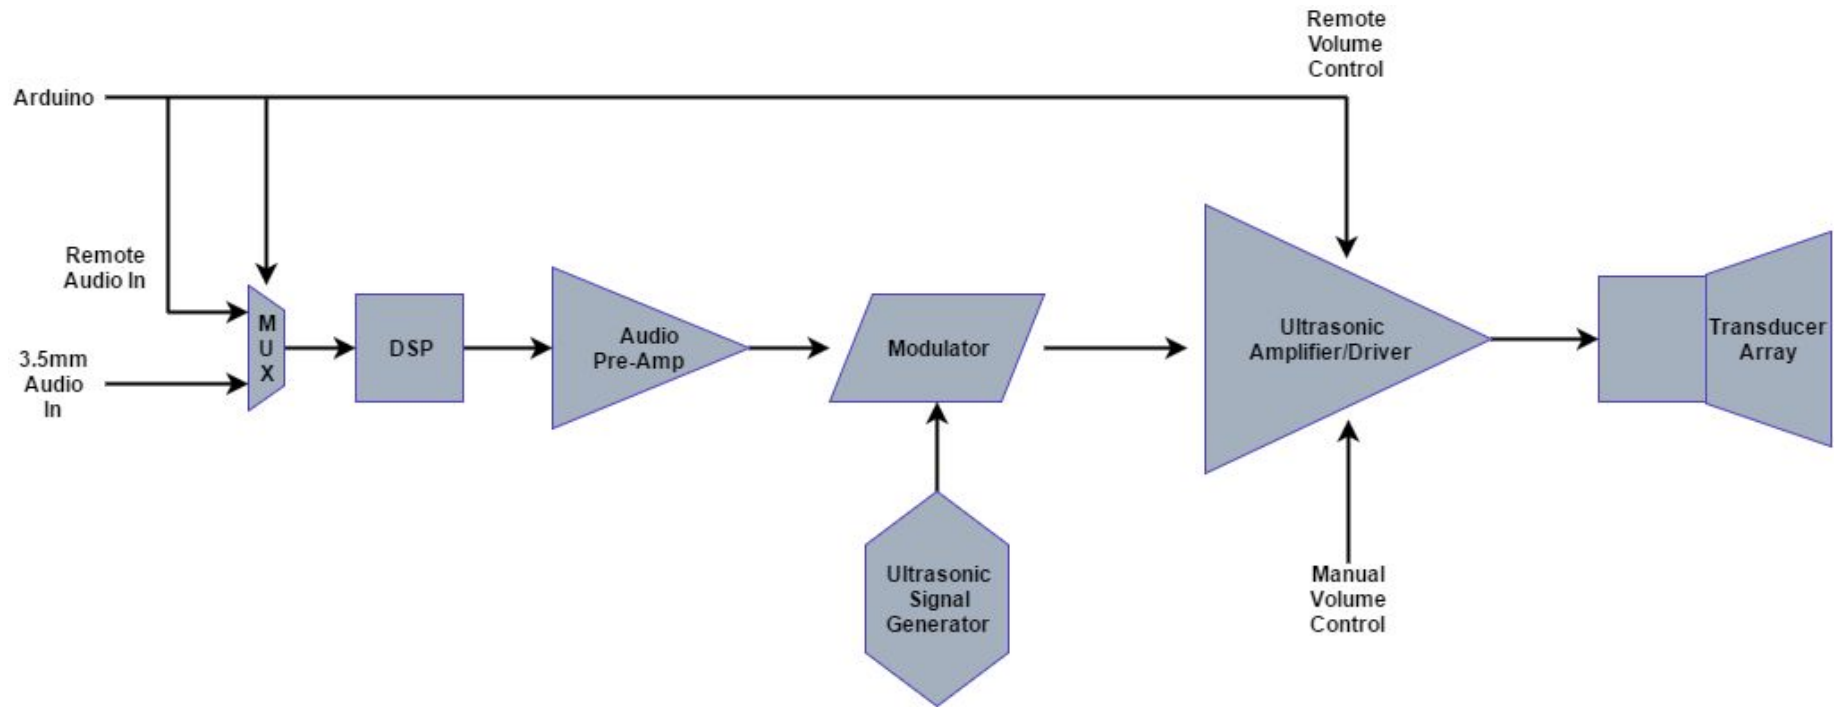 Remote
Volume
Control
Arduino
Remote
Audio In
3.5mm
Audio
In
M
U
X
DSP
Audio
Pre-Amp
Modulator
Ultrasonic
Amplifier/Driver
Transducer
Array
Ultrasonic
Signal
Generator
Manual
Volume
Control